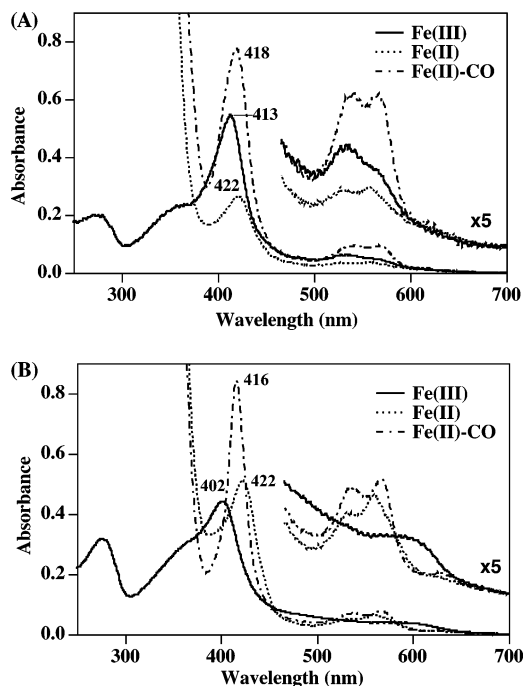 (A)
Absorbance
0.8
0.6
0.4
0.2
0.0
418
413
422
Fe(III)
Fe(II)
Fe(II)-CO
x5
300 400 500 600 700
Wavelength (nm)
(B)
Absorbance
0.8
0.6
0.4
0.2
0.0
416
402
422
Fe(III)
Fe(II)
Fe(II)-CO
x5
300 400 500 600 700
Wavelength (nm)